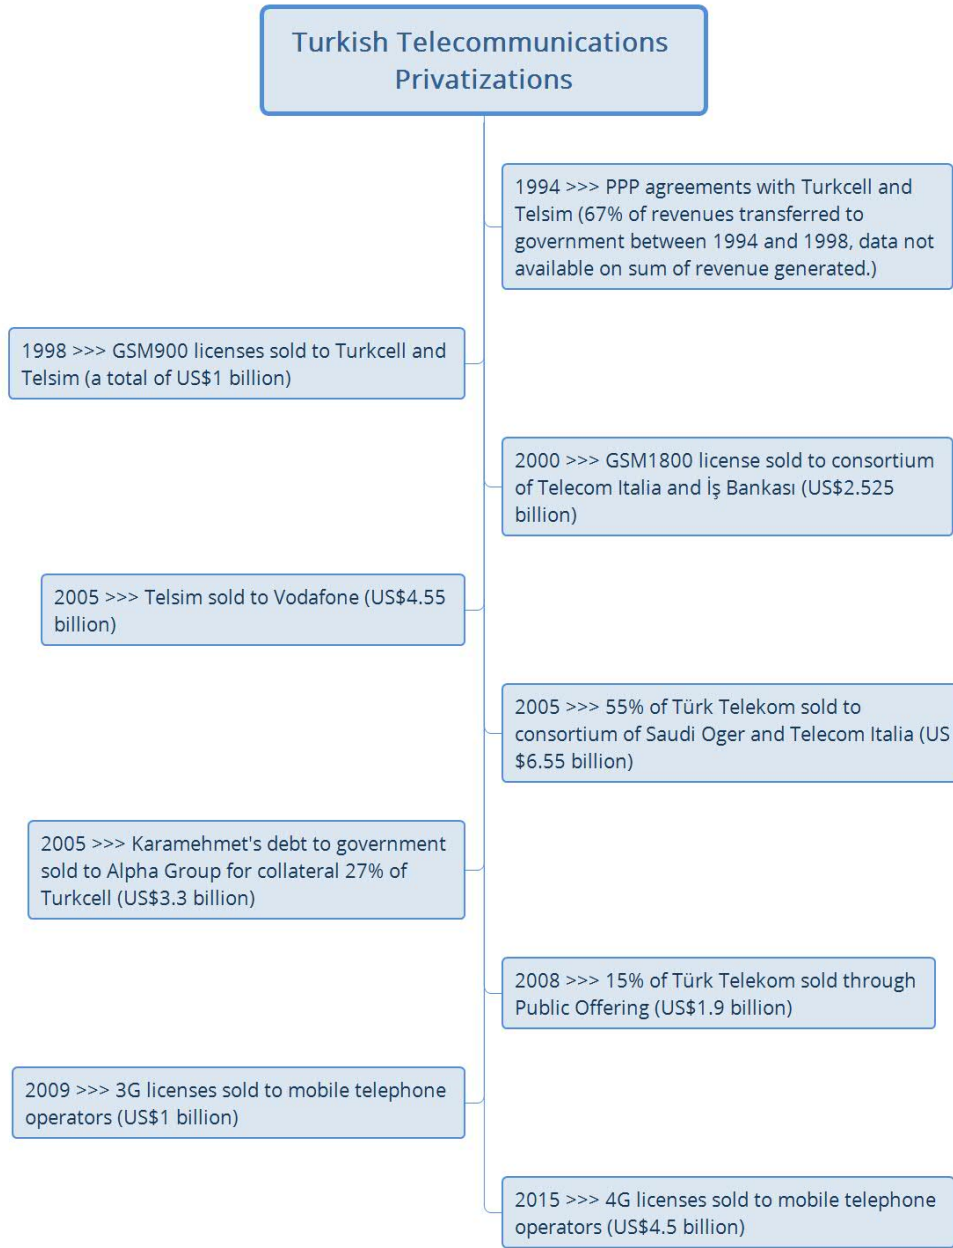 Turkish Telecommunications
Privatizations
1994 >>> PPP agreements with Turkcell and
Telsim (67% of revenues transferred to
government between 1994 and 1998, data not
available on sum of revenue generated.)
1998 >>> GSM900 licenses sold to Turkcell and
Telsim (a total of US$1 billion)
2000 >>> GSM1800 license sold to consortium
of Telecom Italia and İş Bankası (US$2.525
billion)
2005 >>> Telsim sold to Vodafone (US$4.55
billion)
2005 >>> 55% of Türk Telekom sold to
consortium of Saudi Oger and Telecom Italia (US
$6.55 billion)
2005 >>> Karamehmet's debt to government
sold to Alpha Group for collateral 27% of
Turkcell (US$3.3 billion)
2008 >>> 15% of Türk Telekom sold through
Public Offering (US$1.9 billion)
2009 >>> 3G licenses sold to mobile telephone
operators (US$1 billion)
2015 >>> 4G licenses sold to mobile telephone
operators (US$4.5 billion)